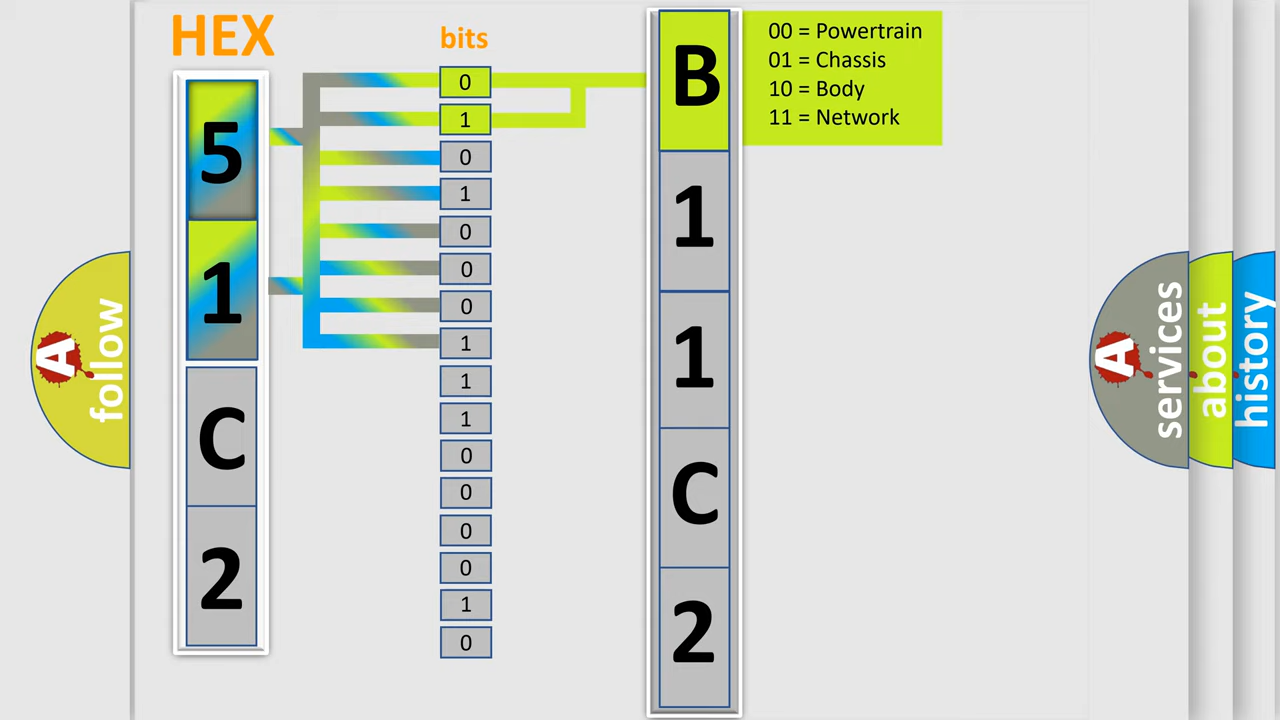 HEX
5
1
C
2
bits
0
1
0
1
0
0
0
1
1
1
0
0
0
0
1
0
B
1
1
C
2
00 = Powertrain
01 = Chassis
10 = Body
11 = Network
A
follow
A
services
about
history